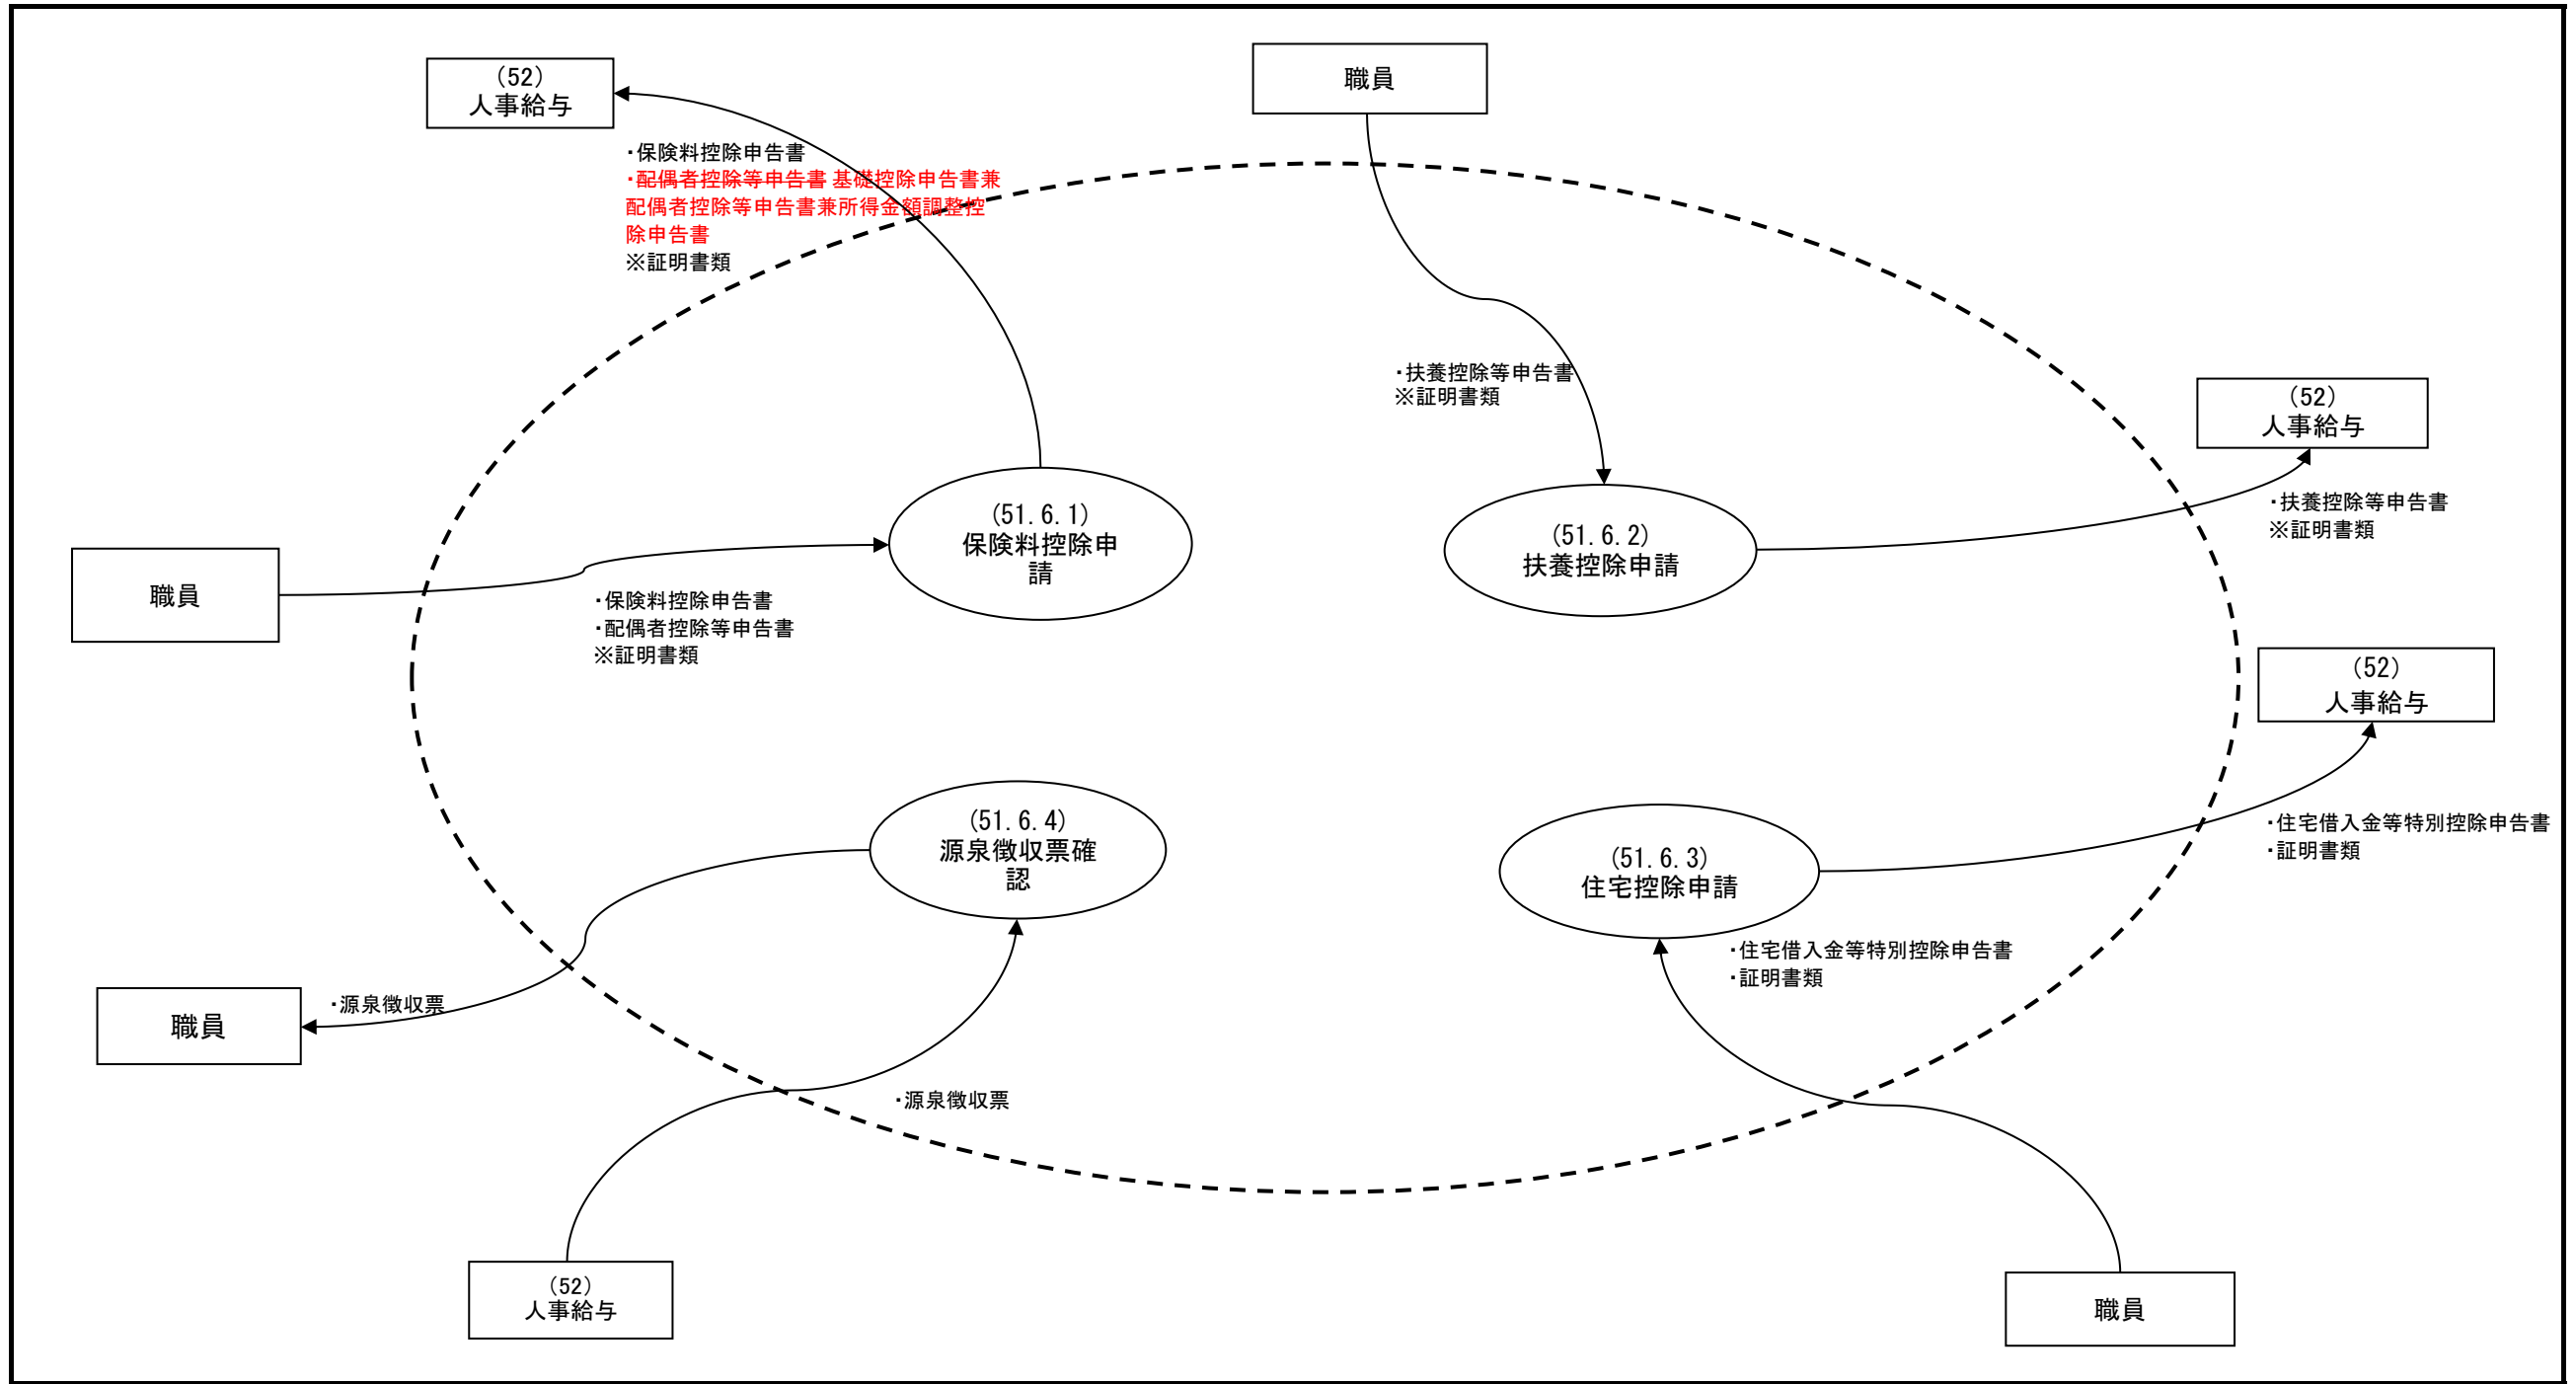 (52)
人事給与
職員
・保険料控除申告書
・配偶者控除等申告書 基礎控除申告書兼
配偶者控除等申告書兼所得金額調整控
除申告書
※証明書類
・扶養控除等申告書
※証明書類
(52)
人事給与
・扶養控除等申告書
※証明書類
(51.6.1)
保険料控除申
請
(51.6.2)
扶養控除申請
職員
・保険料控除申告書
・配偶者控除等申告書
※証明書類
(52)
人事給与
・住宅借入金等特別控除申告書
・証明書類
(51.6.4)
源泉徴収票確
認
(51.6.3)
住宅控除申請
・住宅借入金等特別控除申告書
・証明書類
職員
・源泉徴収票
・源泉徴収票
(52)
人事給与
職員